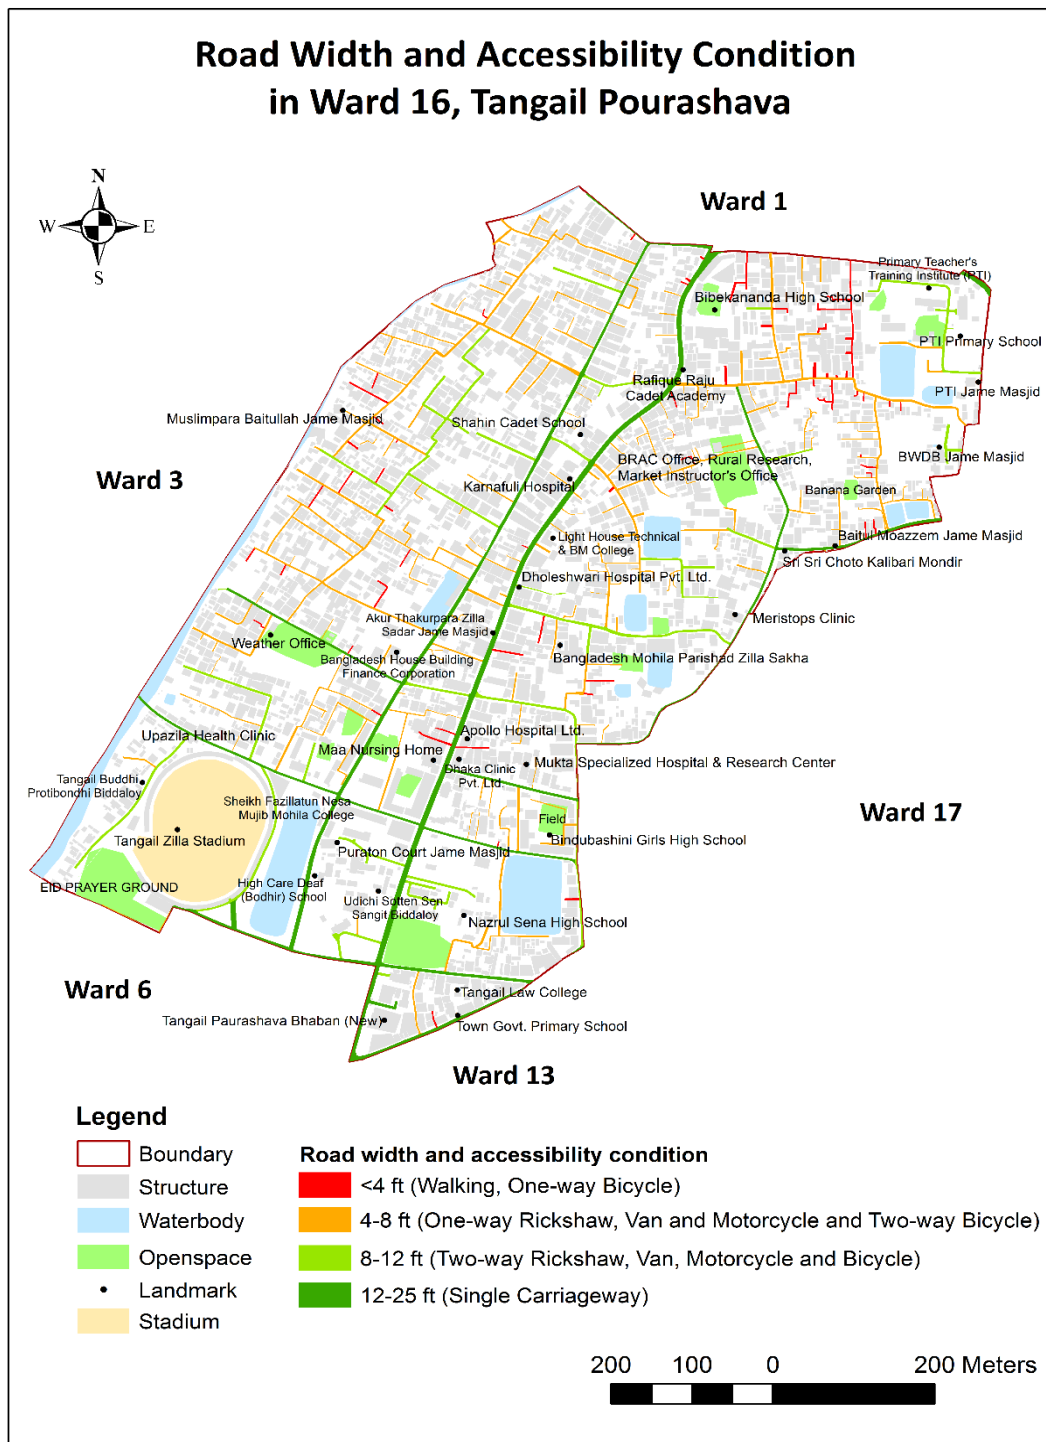 Road Width and Accessibility Condition
in Ward 16, Tangail Pourashava
N
W
E
S
Ward 1
Primary Teacher's
Training Institute (PTI)
Bibekananda High School
PTI Primary School
Rafique Raju
Cadet Academy
PTI Jame Masjid
Muslimpara Baitullah Jame Masjid
Shahin Cadet School
BRAC Office, Rural Research,
Market Instructor's Office
BWDB Jame Masjid
Ward 3
Karnafuli Hospital
Banana Garden
Light House Technical
& BM College
Baitul Moazzem Jame Masjid
Sri Sri Choto Kalibari Mondir
Dholeshwari Hospital Pvt. Ltd.
Akur Thakurpara Zilla
Sadar Jame Masjid
Meristops Clinic
Weather Office
Bangladesh House Building
Finance Corporation
Bangladesh Mohila Parishad Zilla Sakha
Upazila Health Clinic
Apollo Hospital Ltd.
Maa Nursing Home
Dhaka Clinic
Pvt. Ltd.
Mukta Specialized Hospital & Research Center
Tangail Buddhi
Protibondhi Biddaloy
Sheikh Fazillatun Nesa
Mujib Mohila College
Field
Ward 17
Tangail Zilla Stadium
Bindubashini Girls High School
Puraton Court Jame Masjid
EID PRAYER GROUND
High Care Deaf
(Bodhir) School
Udichi Sotten Sen
Sangit Biddaloy
Nazrul Sena High School
Ward 6
Tangail Law College
Tangail Paurashava Bhaban (New)
Town Govt. Primary School
Ward 13
Legend
Boundary
Structure
Waterbody
Openspace
Landmark
Stadium
Road width and accessibility condition
<4 ft (Walking, One-way Bicycle)
4-8 ft (One-way Rickshaw, Van and Motorcycle and Two-way Bicycle)
8-12 ft (Two-way Rickshaw, Van, Motorcycle and Bicycle)
12-25 ft (Single Carriageway)
200 100 0 200 Meters